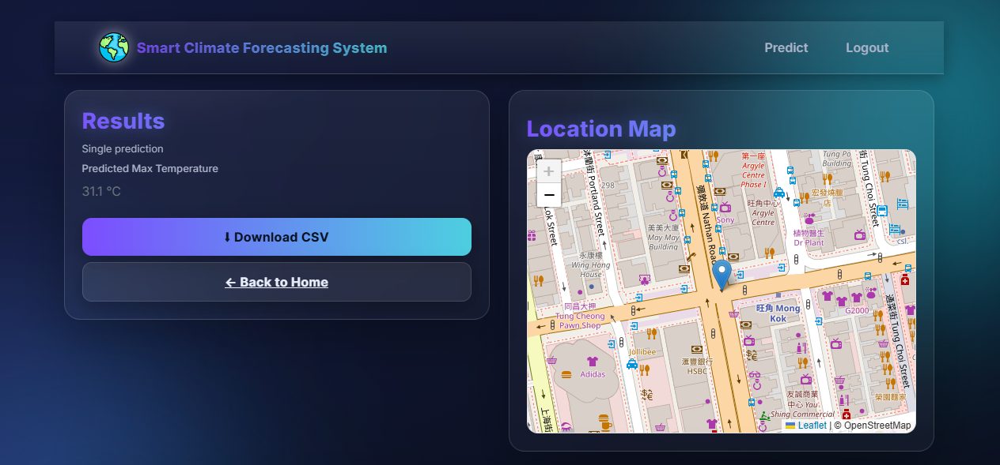 Smart Climate Forecasting System
Predict
Logout
Results
Single prediction
Predicted Max Temperature
31.1 °C
⬇ Download CSV
← Back to Home
Location Map
+
−
298
Lok Street
砵蘭街 Portland Street
彌敦道 Nathan Road
第一座
Argyle
Centre
Phase I
Tung Po
Building
宏發燒臘
店
旺角中心
Argyle
Centre
Sony
美美大廈
May May
Building
植物醫生
Dr Plant
csl.
Tung Choi Street
永康樓
Wing Hong
House
同昌大押
Tung Cheong
Pawn Shop
旺角 Mong
Kok
G2000
通菜街 Tung Choi Street
Jollibee
滙豐銀行
HSBC
Adidas
友誠商業
中心 Yau
Shing Commercial
榮園麵家
上海街
Leaflet | © OpenStreetMap